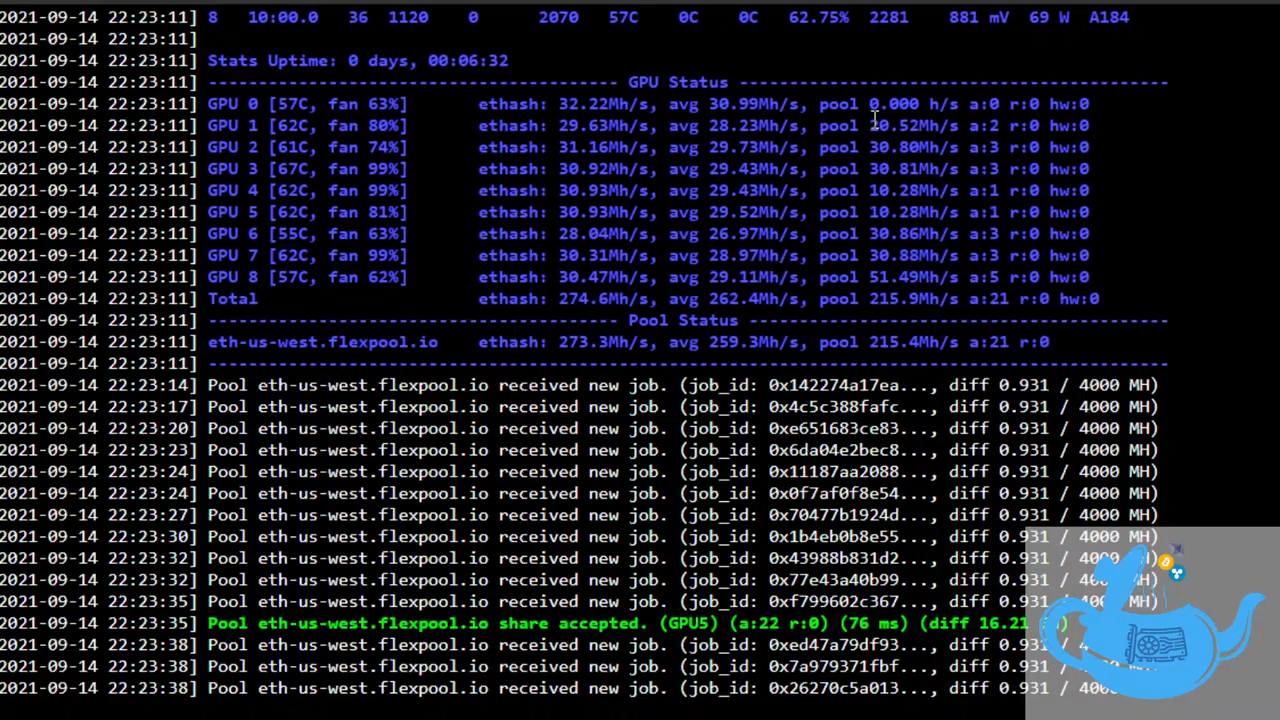 2021-09-14 22:23:11] 8 10:00.0 36 1120 0 2070 57C 0C 0C 62.75% 2281 881 mV 69 W A184
2021-09-14 22:23:11]
2021-09-14 22:23:11] Stats Uptime: 0 days, 00:06:32
2021-09-14 22:23:11] ----------------------------------------- GPU Status -------------------------------------------
2021-09-14 22:23:11] GPU 0 [57C, fan 63%] ethash: 32.22Mh/s, avg 30.99Mh/s, pool 0.000 h/s a:0 r:0 hw:0
2021-09-14 22:23:11] GPU 1 [62C, fan 80%] ethash: 29.63Mh/s, avg 28.23Mh/s, pool 20.52Mh/s a:2 r:0 hw:0
2021-09-14 22:23:11] GPU 2 [61C, fan 74%] ethash: 31.16Mh/s, avg 29.73Mh/s, pool 30.80Mh/s a:3 r:0 hw:0
2021-09-14 22:23:11] GPU 3 [67C, fan 99%] ethash: 30.92Mh/s, avg 29.43Mh/s, pool 30.81Mh/s a:3 r:0 hw:0
2021-09-14 22:23:11] GPU 4 [62C, fan 99%] ethash: 30.93Mh/s, avg 29.43Mh/s, pool 10.28Mh/s a:1 r:0 hw:0
2021-09-14 22:23:11] GPU 5 [62C, fan 81%] ethash: 30.93Mh/s, avg 29.52Mh/s, pool 10.28Mh/s a:1 r:0 hw:0
2021-09-14 22:23:11] GPU 6 [55C, fan 63%] ethash: 28.04Mh/s, avg 26.97Mh/s, pool 30.86Mh/s a:3 r:0 hw:0
2021-09-14 22:23:11] GPU 7 [62C, fan 99%] ethash: 30.31Mh/s, avg 28.97Mh/s, pool 30.88Mh/s a:3 r:0 hw:0
2021-09-14 22:23:11] GPU 8 [57C, fan 62%] ethash: 30.47Mh/s, avg 29.11Mh/s, pool 51.49Mh/s a:5 r:0 hw:0
2021-09-14 22:23:11] Total ethash: 274.6Mh/s, avg 262.4Mh/s, pool 215.9Mh/s a:21 r:0 hw:0
2021-09-14 22:23:11] ----------------------------------------- Pool Status ------------------------------------------
2021-09-14 22:23:11] eth-us-west.flexpool.io ethash: 273.3Mh/s, avg 259.3Mh/s, pool 215.4Mh/s a:21 r:0
2021-09-14 22:23:11] ------------------------------------------------------------------------------------------------
2021-09-14 22:23:14] Pool eth-us-west.flexpool.io received new job. (job_id: 0x142274a17ea..., diff 0.931 / 4000 MH)
2021-09-14 22:23:17] Pool eth-us-west.flexpool.io received new job. (job_id: 0x4c5c388fafc..., diff 0.931 / 4000 MH)
2021-09-14 22:23:20] Pool eth-us-west.flexpool.io received new job. (job_id: 0xe651683ce83..., diff 0.931 / 4000 MH)
2021-09-14 22:23:23] Pool eth-us-west.flexpool.io received new job. (job_id: 0x6da04e2bec8..., diff 0.931 / 4000 MH)
2021-09-14 22:23:24] Pool eth-us-west.flexpool.io received new job. (job_id: 0x11187aa2088..., diff 0.931 / 4000 MH)
2021-09-14 22:23:24] Pool eth-us-west.flexpool.io received new job. (job_id: 0x0f7af0f8e54..., diff 0.931 / 4000 MH)
2021-09-14 22:23:27] Pool eth-us-west.flexpool.io received new job. (job_id: 0x70477b1924d..., diff 0.931 / 4000 MH)
2021-09-14 22:23:30] Pool eth-us-west.flexpool.io received new job. (job_id: 0x1b4eb0b8e55..., diff 0.931 / 4000 MH)
2021-09-14 22:23:32] Pool eth-us-west.flexpool.io received new job. (job_id: 0x43988b831d2..., diff 0.931 / 4000 MH)
2021-09-14 22:23:32] Pool eth-us-west.flexpool.io received new job. (job_id: 0x77e43a40b99..., diff 0.931 / 4000 MH)
2021-09-14 22:23:35] Pool eth-us-west.flexpool.io received new job. (job_id: 0xf799602c367..., diff 0.931 / 4000 MH)
2021-09-14 22:23:35] Pool eth-us-west.flexpool.io share accepted. (GPU5) (a:22 r:0) (76 ms) (diff 16.21
2021-09-14 22:23:38] Pool eth-us-west.flexpool.io received new job. (job_id: 0xed47a79df93..., diff 0.931 /
2021-09-14 22:23:38] Pool eth-us-west.flexpool.io received new job. (job_id: 0x7a979371fbf..., diff 0.931 /
2021-09-14 22:23:38] Pool eth-us-west.flexpool.io received new job. (job_id: 0x26270c5a013..., diff 0.931 /